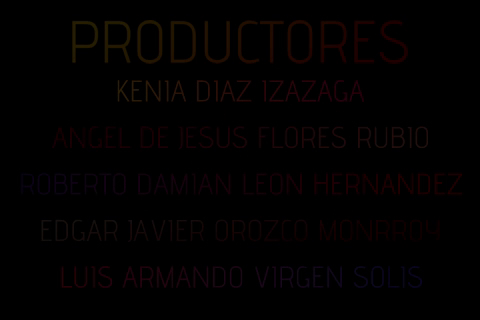 PRODUCTORES
KENIA DIAZ IZAZAGA
ANGEL DE JESUS FLORES RUBIO
ROBERTO DAMIAN LEON HERNANDEZ
EDGAR JAVIER OROZCO
LUIS ARMANDO VIRGEN SOLIS